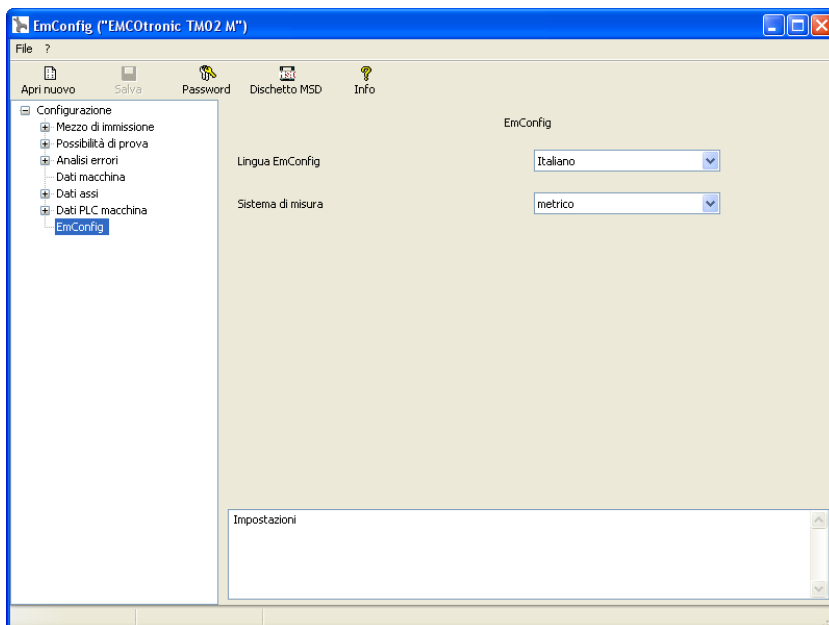 EmConfig ("EMCOtronic TM02 M")
File ?
Apri nuovo Salva Password Dischetto MSD Info
Configurazione
Mezzo di immissione
Possibilità di prova
Analisi errori
Dati macchina
Dati assi
Dati PLC macchina
EmConfig
EmConfig
Lingua EmConfig Italiano
Sistema di misura metrico
Impostazioni